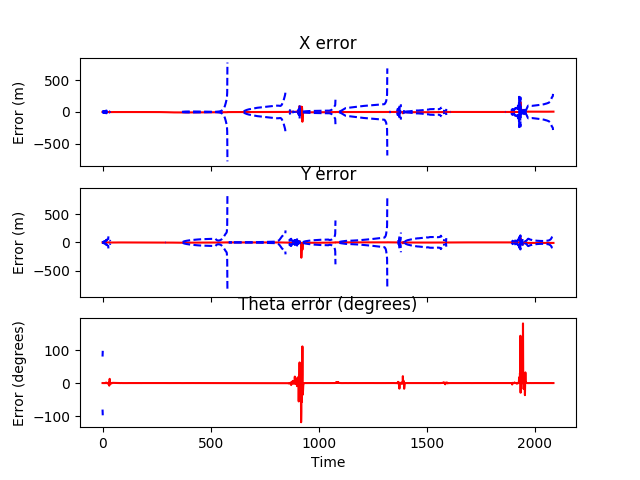 X error
Error (m)
500
0
−500
Y error
Error (m)
500
0
−500
Theta error (degrees)
Error (degrees)
100
0
−100
0 500 1000 1500 2000
Time